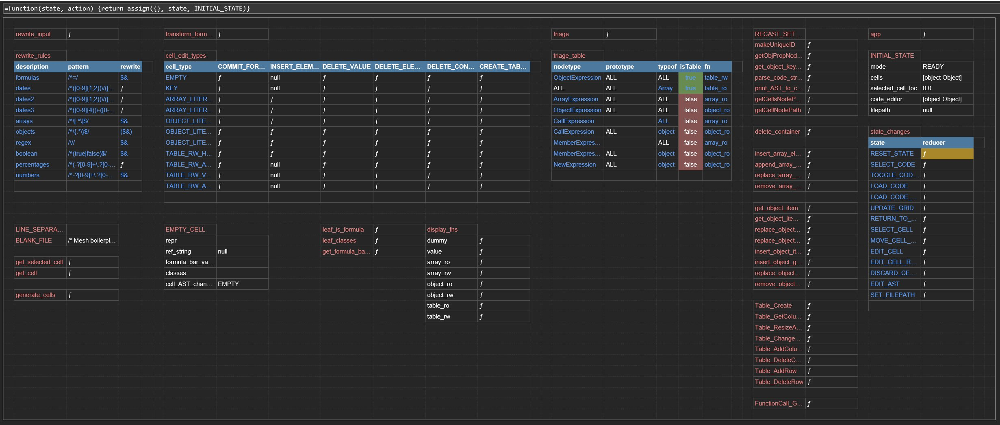 =function(state, action) {return assign({}, state, INITIAL_STATE)}
rewrite_input ƒ
rewrite_rules
description pattern rewrite
formulas /^=/ $&
dates /^([0-9]{1,2})\/([... ƒ
dates2 /^([0-9]{1,2})\/([... ƒ
dates3 /^([0-9]{4})\-([0-... ƒ
arrays /^\[.*\]$/ $&
objects /^\{.*\}$/ ($&)
regex /\// $&
boolean /^(true|false)$/ $&
percentages /^(-?[0-9]+\.?[0-... ƒ
numbers /^-?[0-9]+\.?[0-... $&
LINE_SEPARA...
BLANK_FILE /* Mesh boilerpl...
get_selected_cell ƒ
get_cell ƒ
generate_cells ƒ
transform_form... ƒ
cell_edit_types
cell_type COMMIT_FOR... INSERT_ELEM... DELETE_VALUE DELETE_ELE... DELETE_CON... CREATE_TAB...
EMPTY ƒ null ƒ ƒ ƒ ƒ
KEY ƒ null ƒ ƒ ƒ ƒ
ARRAY_LITER... ƒ ƒ ƒ ƒ ƒ ƒ
ARRAY_LITER... ƒ ƒ ƒ ƒ ƒ ƒ
OBJECT_LITE... ƒ ƒ ƒ ƒ ƒ ƒ
OBJECT_LITE... ƒ ƒ ƒ ƒ ƒ ƒ
OBJECT_LITE... ƒ ƒ ƒ ƒ ƒ ƒ
TABLE_RW_H... ƒ ƒ ƒ ƒ ƒ ƒ
TABLE_RW_A... ƒ null ƒ ƒ ƒ ƒ
TABLE_RW_V... ƒ null ƒ ƒ ƒ ƒ
TABLE_RW_A... ƒ null ƒ ƒ ƒ ƒ
EMPTY_CELL
repr
ref_string null
formula_bar_va...
classes
cell_AST_chan... EMPTY
leaf_is_formula ƒ
leaf_classes ƒ
get_formula_ba... ƒ
display_fns
dummy ƒ
value ƒ
array_ro ƒ
array_rw ƒ
object_ro ƒ
object_rw ƒ
table_ro ƒ
table_rw ƒ
triage ƒ
triage_table
nodetype prototype typeof isTable fn
ObjectExpression ALL ALL true table_rw
ALL ALL Array true table_ro
ArrayExpression ALL ALL false array_ro
ObjectExpression ALL ALL false object_ro
CallExpression ALL false array_ro
CallExpression ALL object false object_ro
MemberExpres... ALL false array_ro
MemberExpres... ALL object false object_ro
NewExpression ALL object false object_ro
RECAST_SET...
makeUniqueID ƒ
getObjPropNod... ƒ
get_object_key... ƒ
parse_code_str... ƒ
print_AST_to_c... ƒ
getCellsNodeP... ƒ
getCellNodePath ƒ
delete_container ƒ
insert_array_el... ƒ
append_array_... ƒ
replace_array_... ƒ
remove_array_... ƒ
get_object_item ƒ
get_object_ite... ƒ
replace_object... ƒ
replace_object... ƒ
insert_object_it... ƒ
insert_object_g... ƒ
replace_object... ƒ
remove_object... ƒ
Table_Create ƒ
Table_GetColu... ƒ
Table_ResizeA... ƒ
Table_Change... ƒ
Table_AddColu... ƒ
Table_DeleteC... ƒ
Table_AddRow ƒ
Table_DeleteRow ƒ
FunctionCall_G... ƒ
app ƒ
INITIAL_STATE
mode READY
cells [object Object]
selected_cell_loc 0,0
code_editor [object Object]
filepath null
state_changes
state reducer
RESET_STATE ƒ
SELECT_CODE ƒ
TOGGLE_COD... ƒ
LOAD_CODE ƒ
LOAD_CODE_... ƒ
UPDATE_GRID ƒ
RETURN_TO_... ƒ
SELECT_CELL ƒ
MOVE_CELL_... ƒ
EDIT_CELL ƒ
EDIT_CELL_R... ƒ
DISCARD_CE... ƒ
EDIT_AST ƒ
SET_FILEPATH ƒ